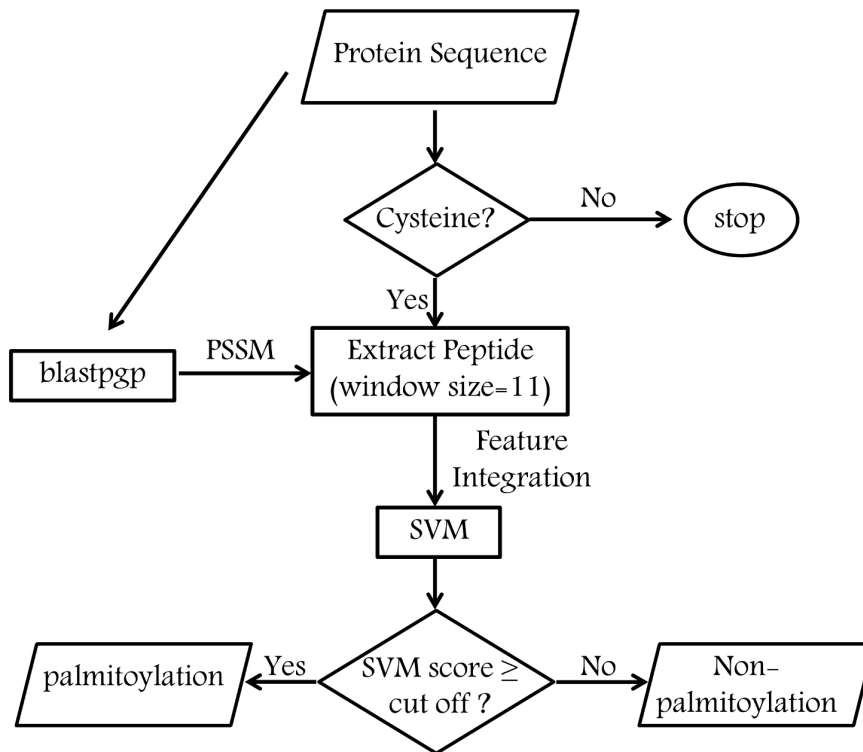 Protein Sequence
Cysteine?
No
stop
Yes
blastpgp
PSSM
Extract Peptide
(window size=11)
Feature
Integration
SVM
palmitoylation
Yes
SVM score ≥
cut off ?
No
Non-
palmitoylation